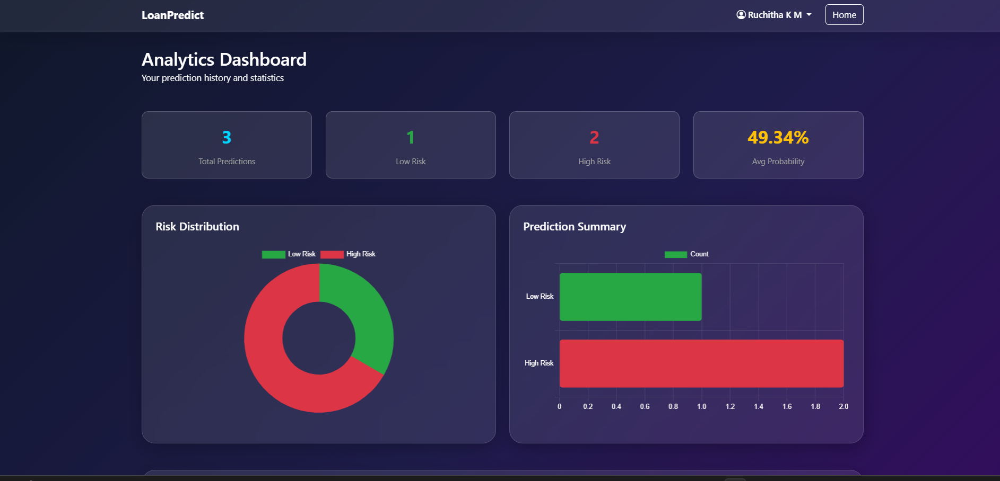 LoanPredict
Ruchitha K M
Home
Analytics Dashboard
Your prediction history and statistics
3
Total Predictions
1
Low Risk
2
High Risk
49.34%
Avg Probability
Risk Distribution
Low Risk High Risk
Prediction Summary
Count
Low Risk
High Risk
0 0.2 0.4 0.6 0.8 1.0 1.2 1.4 1.6 1.8 2.0